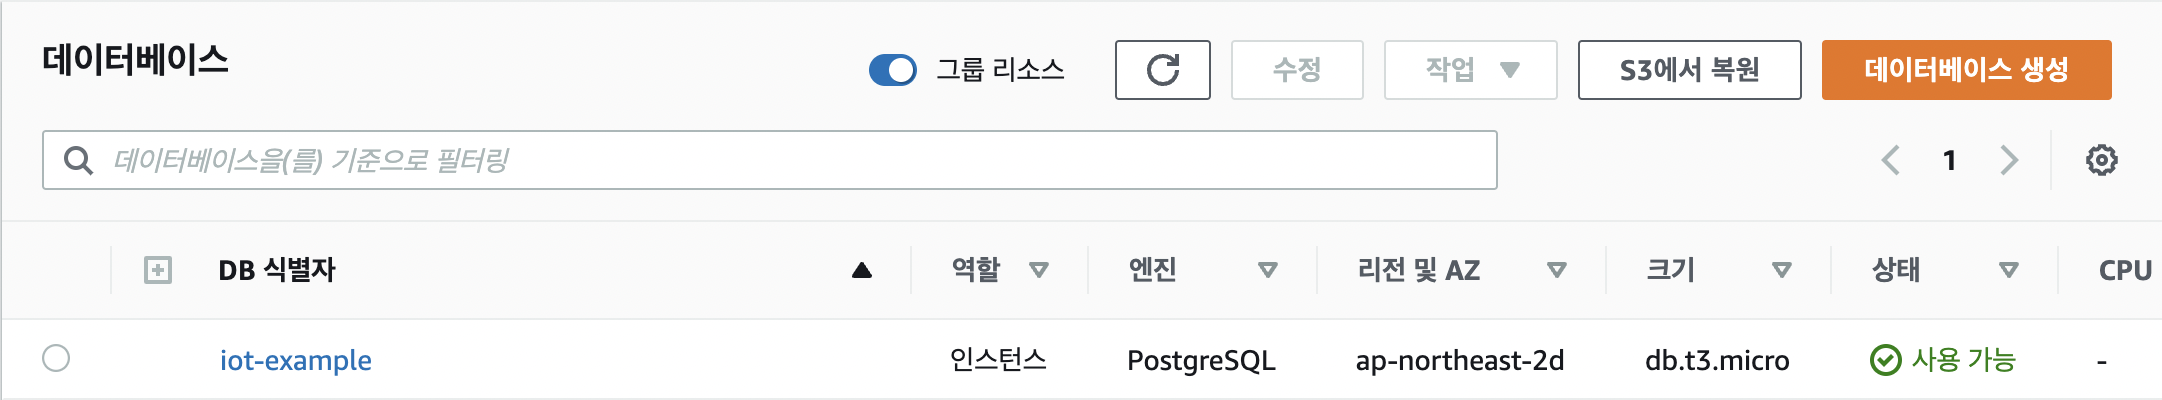 데이터베이스
그룹 리소스 수정 작업 S3에서 복원 데이터베이스 생성
데이터베이스을(를) 기준으로 필터링 1
DB 식별자 역할 엔진 리전 및 AZ 크기 상태 CPU
iot-example 인스턴스 PostgreSQL ap-northeast-2d db.t3.micro 사용 가능 -